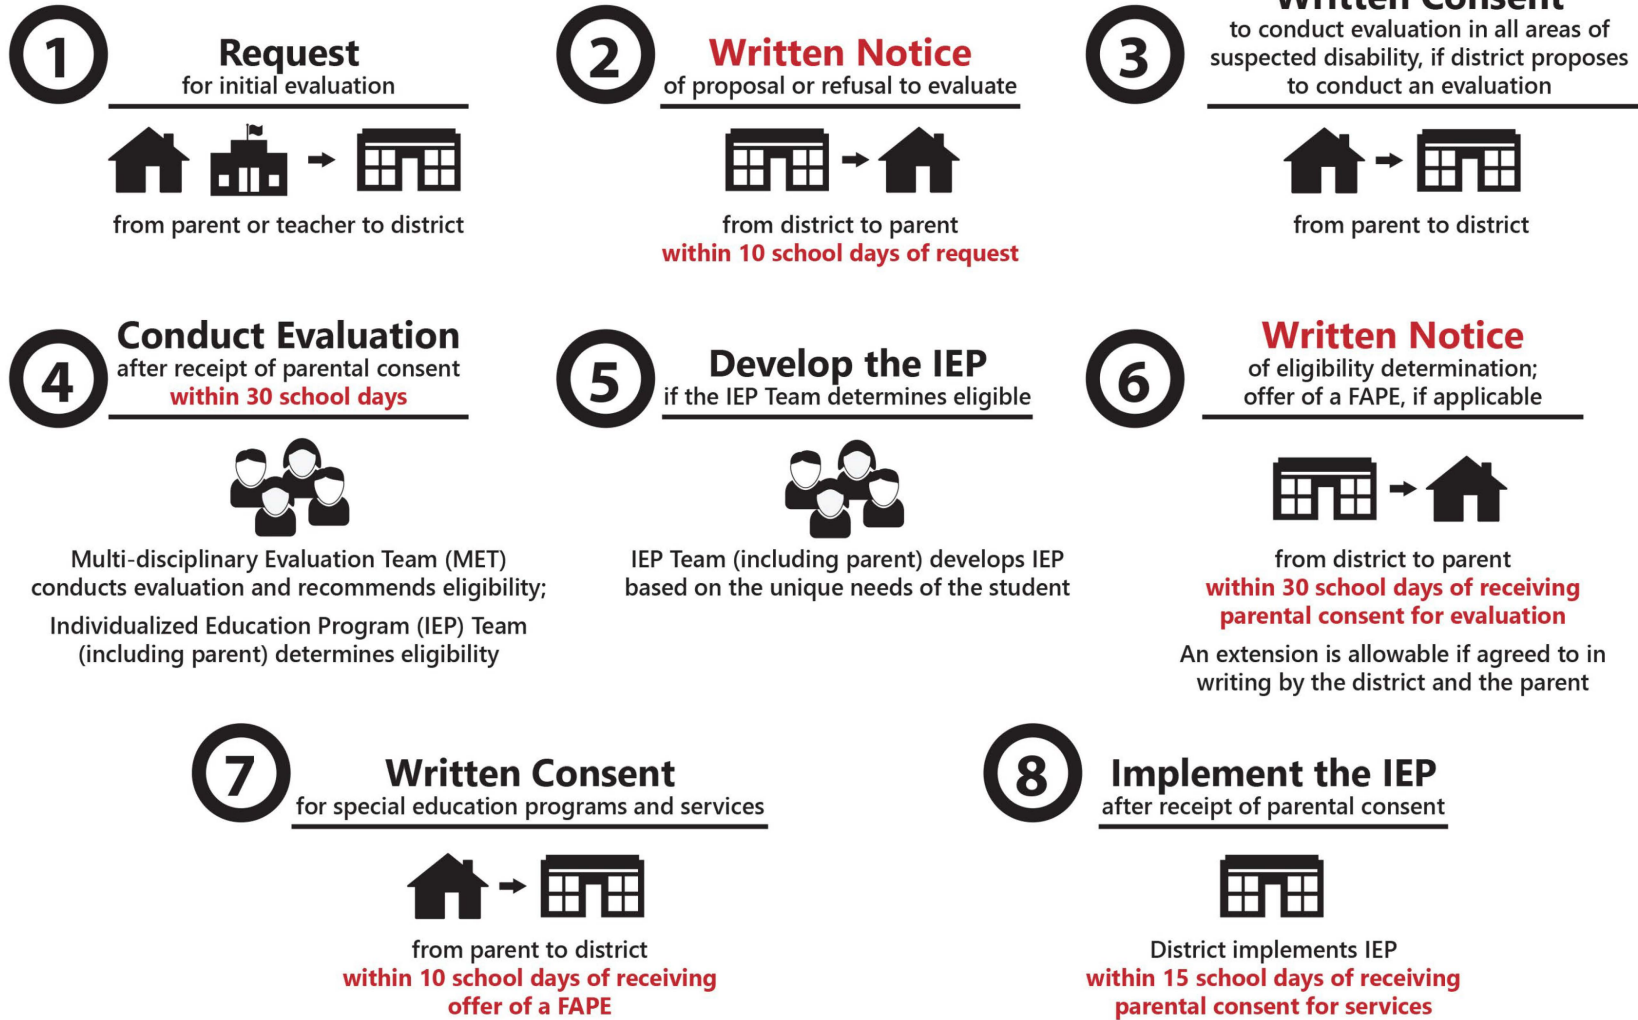 1
Request
for initial evaluation
from parent or teacher to district
2
Written Notice
of proposal or refusal to evaluate
from district to parent
within 10 school days of request
3
Written Consent
to conduct evaluation in all areas of
suspected disability, if district proposes
to conduct an evaluation
from parent to district
4
Conduct Evaluation
after receipt of parental consent
within 30 school days
Multi-disciplinary Evaluation Team (MET)
conducts evaluation and recommends eligibility;
Individualized Education Program (IEP) Team
(including parent) determines eligibility
5
Develop the IEP
if the IEP Team determines eligible
IEP Team (including parent) develops IEP
based on the unique needs of the student
6
Written Notice
of eligibility determination;
offer of a FAPE, if applicable
from district to parent
within 30 school days of receiving
parental consent for evaluation
An extension is allowable if agreed to in
writing by the district and the parent
7
Written Consent
for special education programs and services
from parent to district
within 10 school days of receiving
offer of a FAPE
8
Implement the IEP
after receipt of parental consent
District implements IEP
within 15 school days of receiving
parental consent for services